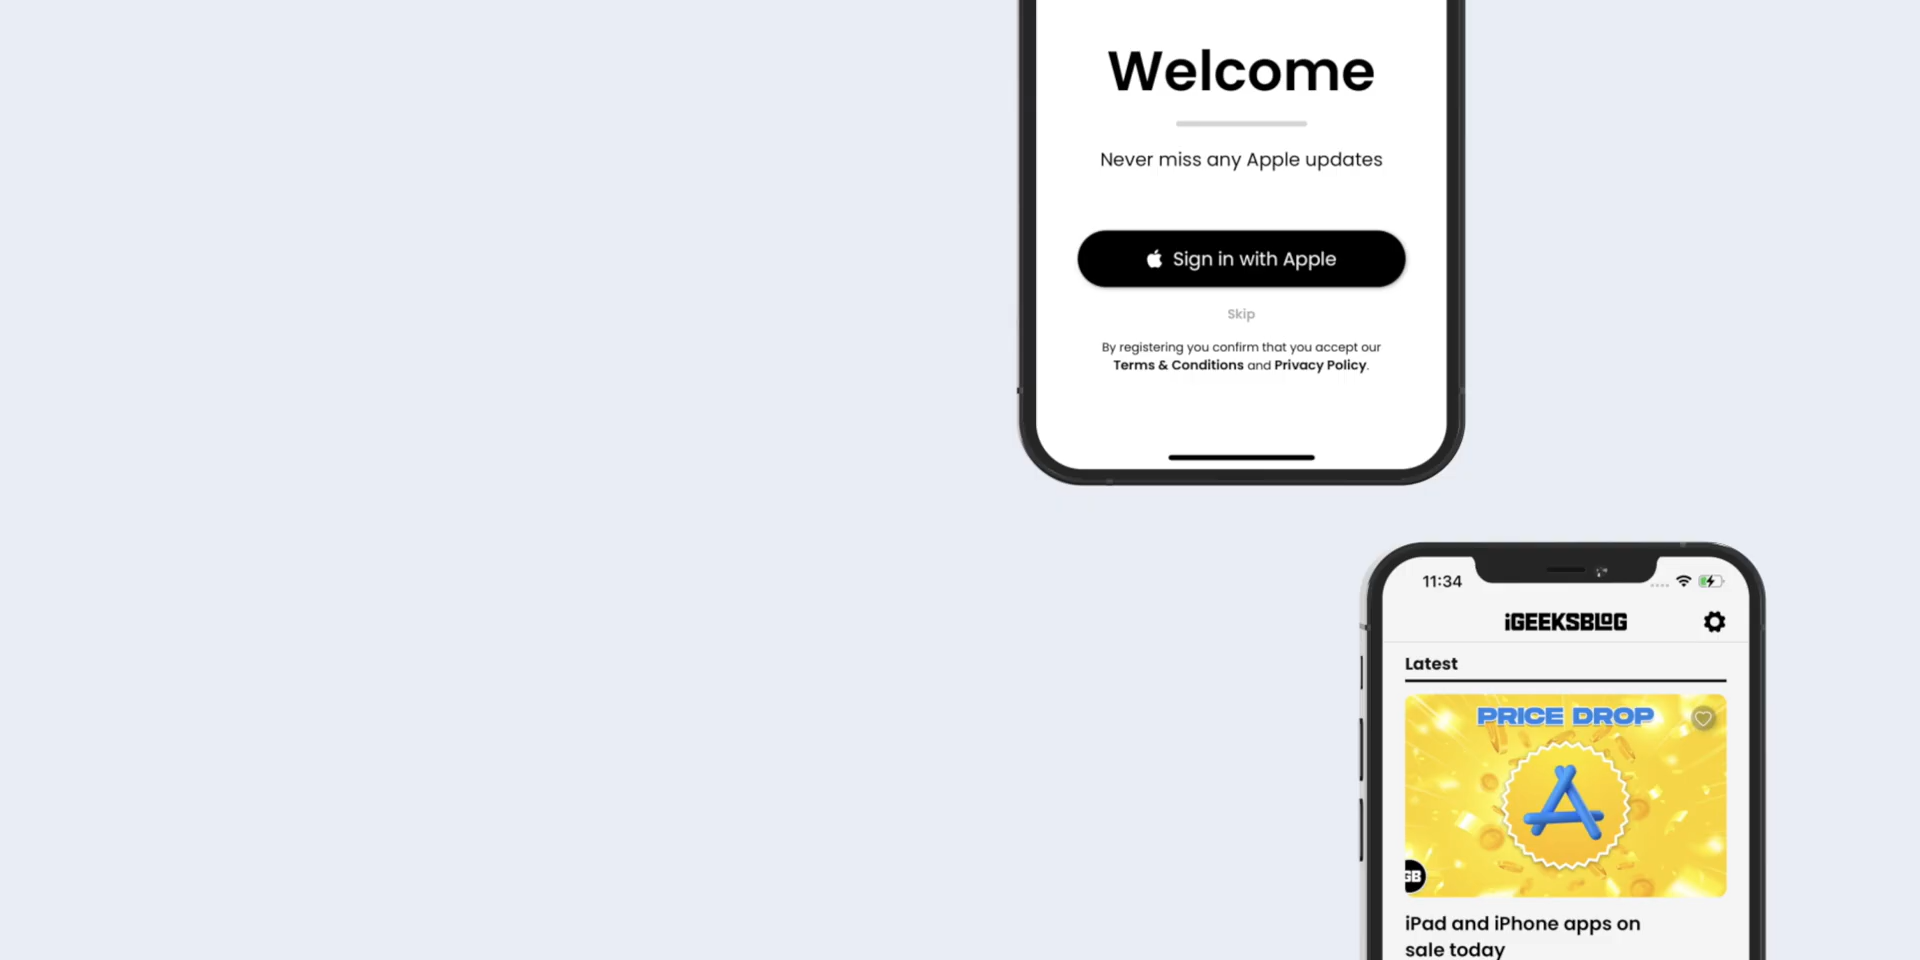 Welcome
Never miss any Apple updates
Sign in with Apple
Skip
By registering you confirm that you accept our
Terms & Conditions and Privacy Policy.
11:34
iGEEKSBLOG
Latest
PRICE DROP
GB
iPad and iPhone apps on
sale today